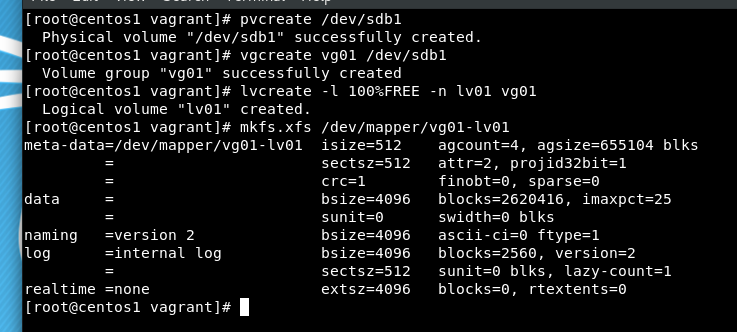 [root@centos1 vagrant]# pvcreate /dev/sdb1
  Physical volume "/dev/sdb1" successfully created.
[root@centos1 vagrant]# vgcreate vg01 /dev/sdb1
  Volume group "vg01" successfully created
[root@centos1 vagrant]# lvcreate -l 100%FREE -n lv01 vg01
  Logical volume "lv01" created.
[root@centos1 vagrant]# mkfs.xfs /dev/mapper/vg01-lv01
meta-data=/dev/mapper/vg01-lv01  isize=512    agcount=4, agsize=655104 blks
         =                       sectsz=512   attr=2, projid32bit=1
         =                       crc=1        finobt=0, sparse=0
data     =                       bsize=4096   blocks=2620416, imaxpct=25
         =                       sunit=0      swidth=0 blks
naming   =version 2              bsize=4096   ascii-ci=0 ftype=1
log      =internal log           bsize=4096   blocks=2560, version=2
         =                       sectsz=512   sunit=0 blks, lazy-count=1
realtime =none                   extsz=4096   blocks=0, rtextents=0
[root@centos1 vagrant]#